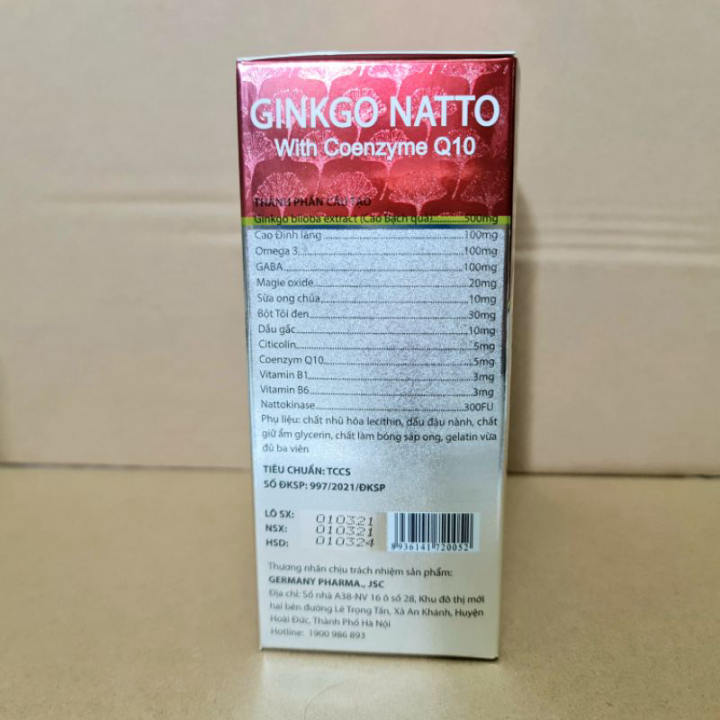 GINKGO NATTO
With Coenzyme Q10
THÀNH PHẦN CẤU TẠO
Ginkgo biloba extract (Cao Bạch quả)..........500mg
Cao Đinh lăng..........100mg
Omega 3..........100mg
GABA..........100mg
Magie oxide..........20mg
Sữa ong chúa..........10mg
Bột Tỏi đen..........30mg
Dầu gấc..........10mg
Citicolin..........5mg
Coenzym Q10..........5mg
Vitamin B1..........3mg
Vitamin B6..........3mg
Nattokinase..........300FU
Phụ liệu: chất nhũ hóa lecithin, dầu đậu nành, chất
giữ ẩm glycerin, chất làm bóng sáp ong, gelatin vừa
đủ ba viên
TIÊU CHUẨN: TCCS
SỐ ĐKSP: 997/2021/ĐKSP
LÔ SX: 010321
NSX: 010321
HSD: 010324
8936141720052
Thương nhân chịu trách nhiệm sản phẩm:
GERMANY PHARMA., JSC
Địa chỉ: Số nhà A38-NV 16 ô số 28, Khu đô thị mới
hai bên đường Lê Trọng Tấn, Xã An Khánh, Huyện
Hoài Đức, Thành Phố Hà Nội
Hotline: 1900 986 893